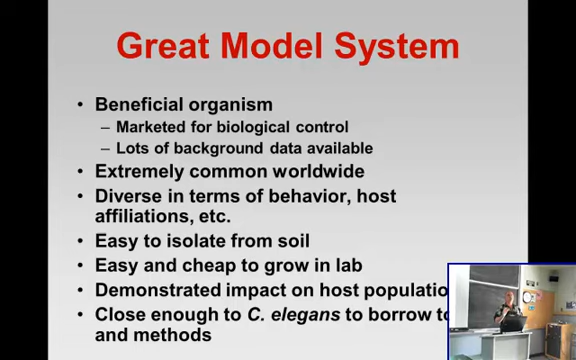 Great Model System
• Beneficial organism
– Marketed for biological control
– Lots of background data available
• Extremely common worldwide
• Diverse in terms of behavior, host
affiliations, etc.
• Easy to isolate from soil
• Easy and cheap to grow in lab
• Demonstrated impact on host
• Close enough to C. elegans to borrow
and methods